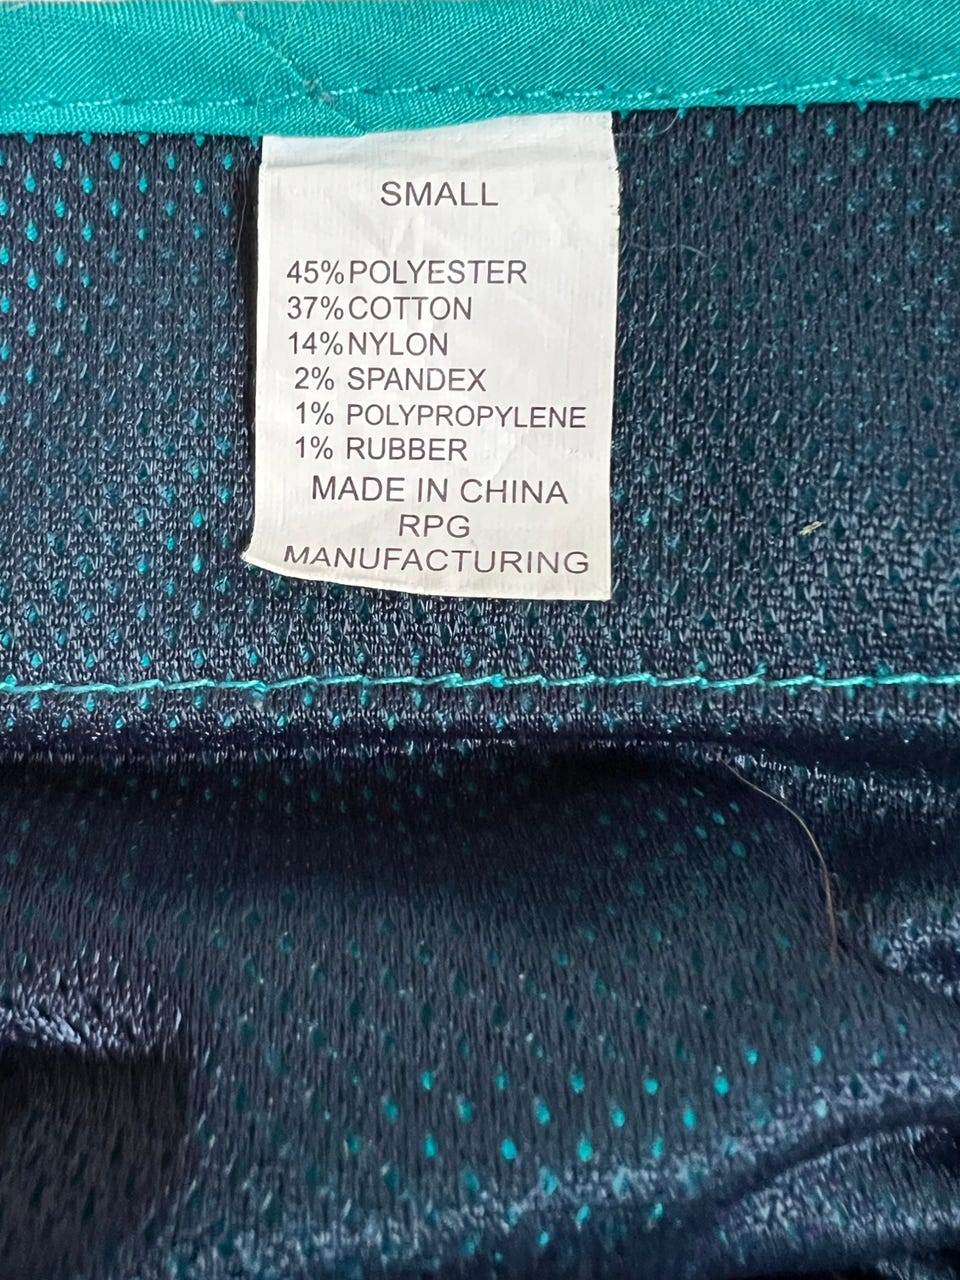 SMALL
45%POLYESTER
37%COTTON
14%NYLON
2% SPANDEX
1% POLYPROPYLENE
1% RUBBER
MADE IN CHINA
RPG
MANUFACTURING